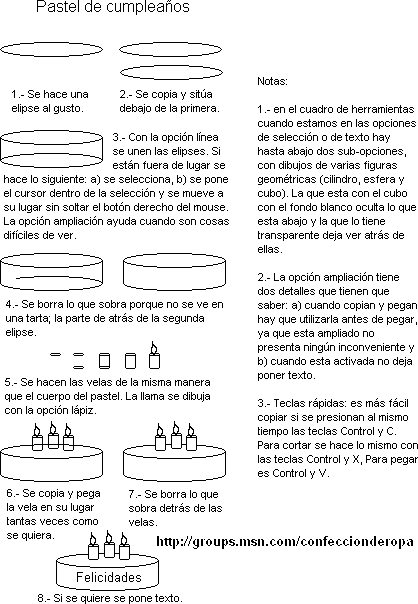 Pastel de cumpleaños
1.- Se hace una
elipse al gusto.
2.- Se copia y sitúa
debajo de la primera.
3.- Con la opción línea
se unen las elipses. Si
están fuera de lugar se
hace lo siguiente: a) se selecciona, b) se pone
el cursor dentro de la selección y se mueve a
su lugar sin soltar el botón derecho del mouse.
La opción ampliación ayuda cuando son cosas
difíciles de ver.
4.- Se borra lo que sobra porque no se ve en
una tarta; la parte de atrás de la segunda
elipse.
5.- Se hacen las velas de la misma manera
que el cuerpo del pastel. La llama se dibuja
con la opción lápiz.
6.- Se copia y pega
la vela en su lugar
tantas veces como
se quiera.
7.- Se borra lo que
sobra detrás de las
velas.
Felicidades
8.- Si se quiere se pone texto.
Notas:
1.- en el cuadro de herramientas
cuando estamos en las opciones
de selección o de texto hay
hasta abajo dos sub-opciones,
con dibujos de varias figuras
geométricas (cilindro, esfera y
cubo). La que esta con el cubo
con el fondo blanco oculta lo que
esta abajo y la que lo tiene
transparente deja ver atrás de
ellas.
2.- La opción ampliación tiene
dos detalles que tienen que
saber: a) cuando copian y pegan
hay que utilizarla antes de pegar,
ya que esta ampliado no
presenta ningún inconveniente y
b) cuando esta activada no deja
poner texto.
3.- Teclas rápidas: es más fácil
copiar si se presionan al mismo
tiempo las teclas Control y C.
Para cortar se hace lo mismo con
las teclas Control y X, Para pegar
es Control y V.
http://groups.msn.com/confeccionderopa